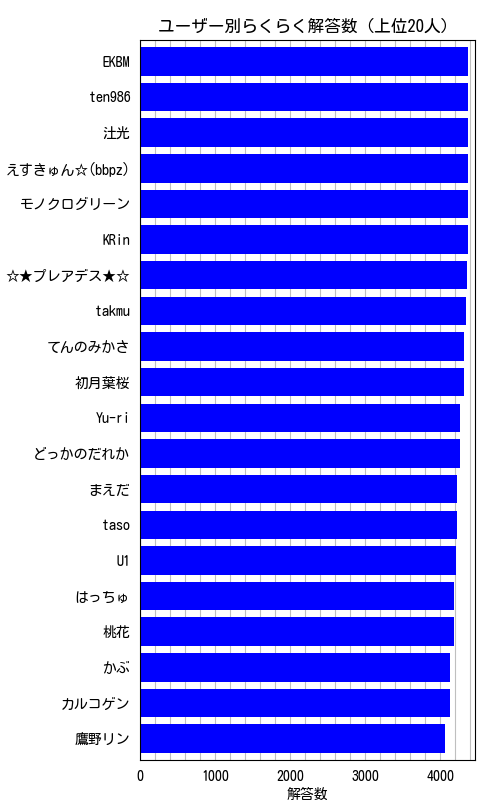 ユーザー別らくらく解答数（上位20人）
EKBM
ten986
汢光
えすきゅん☆(bbpz)
モノクログリーン
KRin
☆★プレアデス★☆
takmu
てんのみかさ
初月葉桜
Yu-ri
どっかのだれか
まえだ
taso
U1
はっちゅ
桃花
かぶ
カルコゲン
鷹野リン
0 1000 2000 3000 4000
解答数